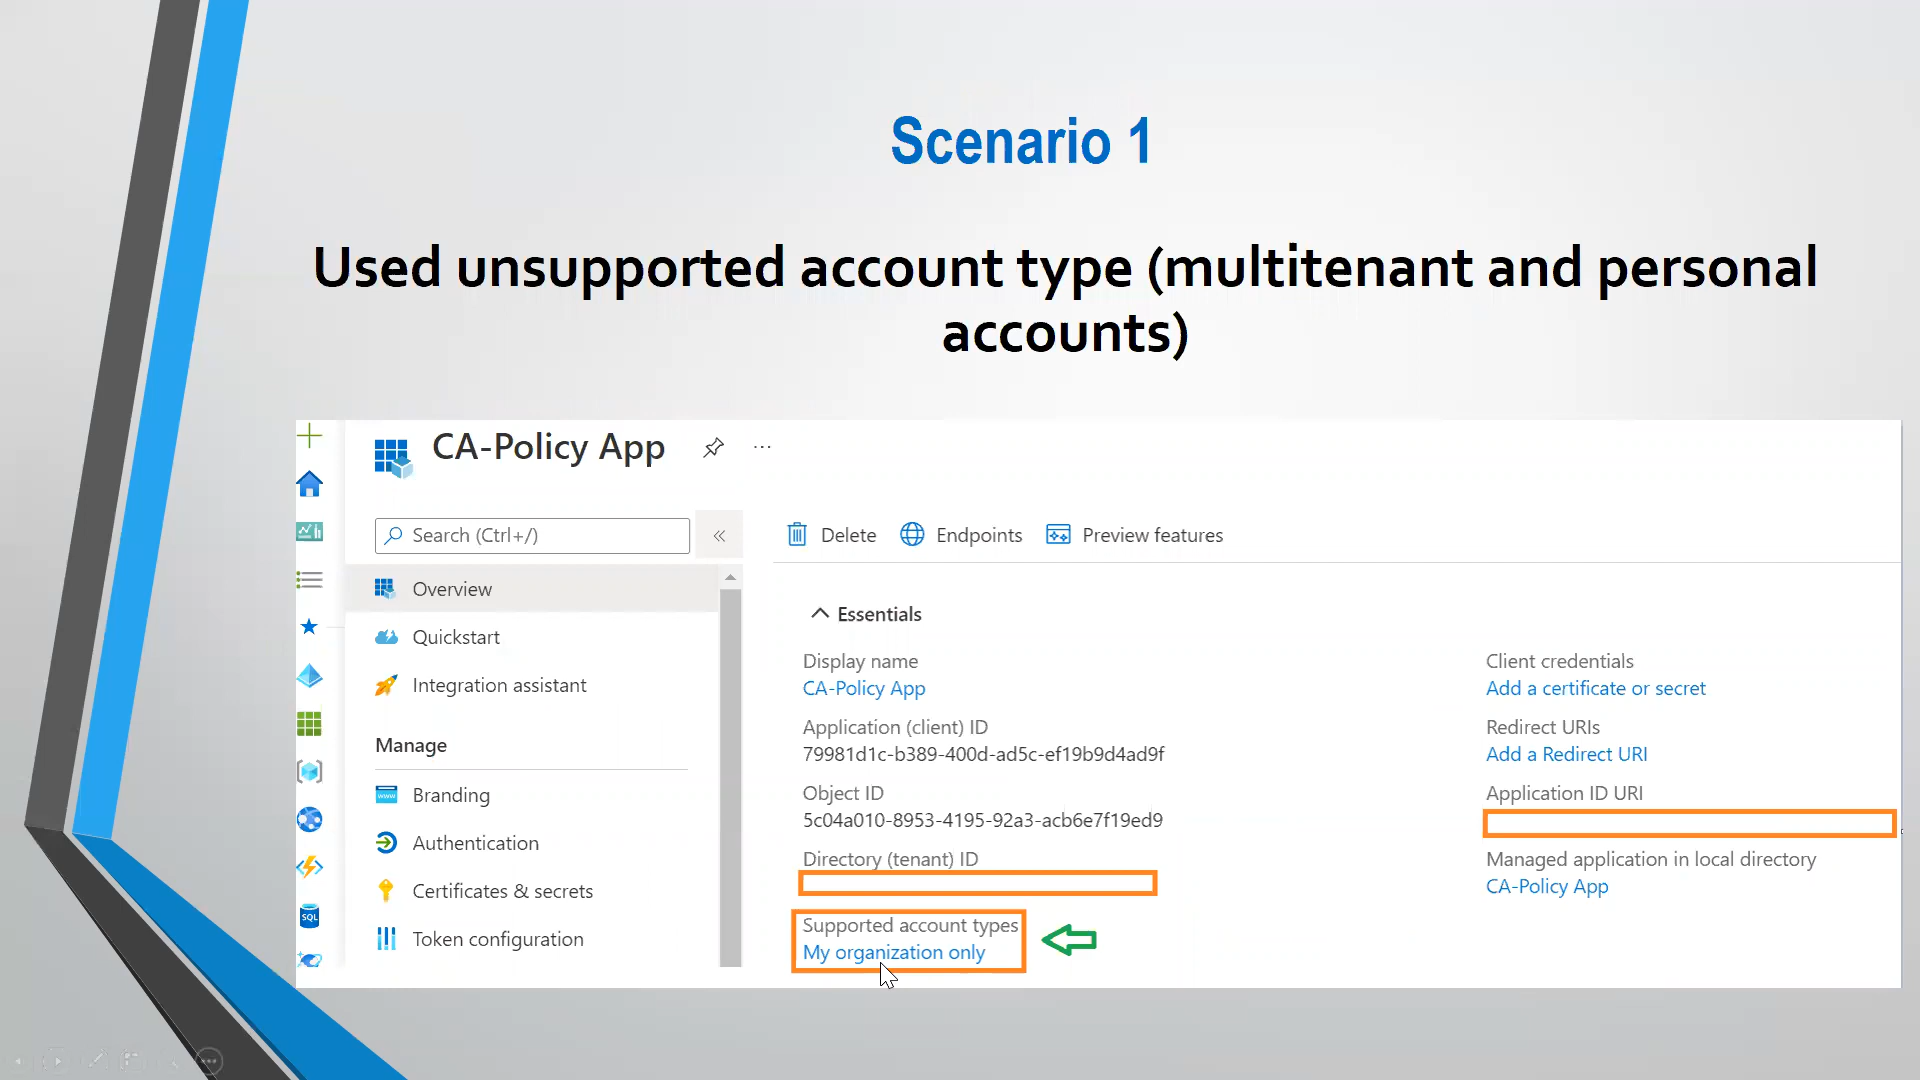 Scenario 1
Used unsupported account type (multitenant and personal
accounts)
CA-Policy App
Search (Ctrl+/)
Overview
Quickstart
Integration assistant
Manage
Branding
Authentication
Certificates & secrets
Token configuration
Delete
Endpoints
Preview features
Essentials
Display name
CA-Policy App
Application (client) ID
79981d1c-b389-400d-ad5c-ef19b9d4ad9f
Object ID
5c04a010-8953-4195-92a3-acb6e7f19ed9
Directory (tenant) ID
Supported account types
My organization only
Client credentials
Add a certificate or secret
Redirect URIs
Add a Redirect URI
Application ID URI
Managed application in local directory
CA-Policy App
SQL
www